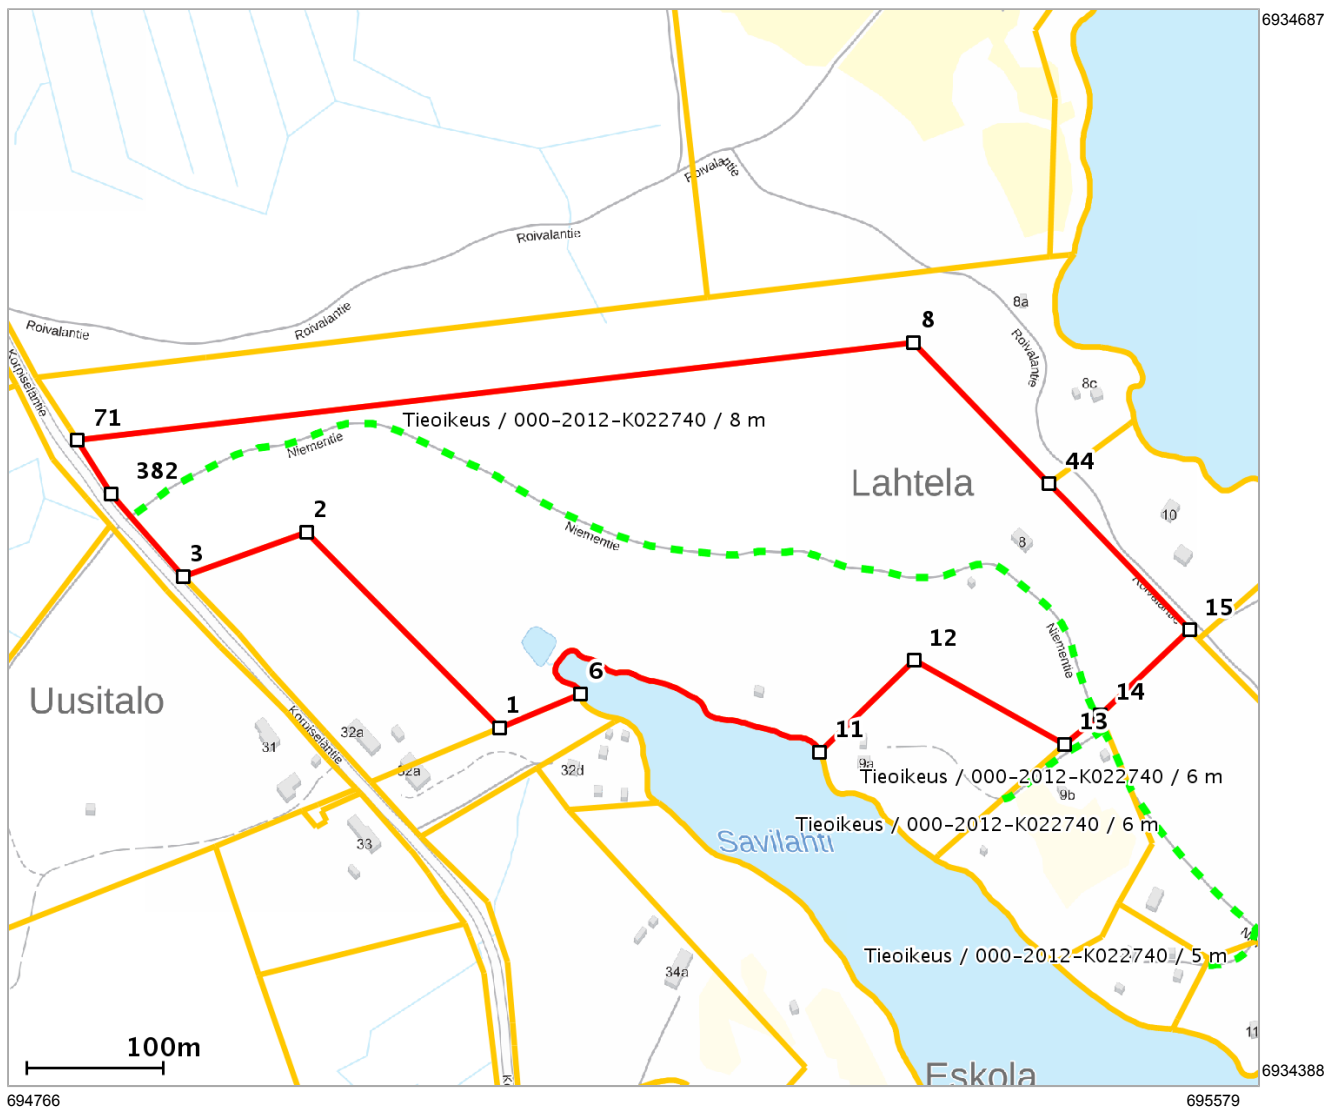 6934687
Roivalantie
Roivalantie
8a
Roivalantie
Roivalantie
8
Roivalantie
Korpiselantie
8c
71
Tieoikeus / 000-2012-K022740 / 8 m
Niementie
44
382
Lahtela
2
10
Niementie
8
3
Roivalantie
15
12
Niementie
6
Uusitalo
14
1
13
11
Korpiselantie
32a
31
9a
32a
32d
Tieoikeus / 000-2012-K022740 / 6 m
9b
Tieoikeus / 000-2012-K022740 / 6 m
Savilahti
33
Tieoikeus / 000-2012-K022740 / 5 m
34a
11
100m
Eskola
6934388
694766
695579